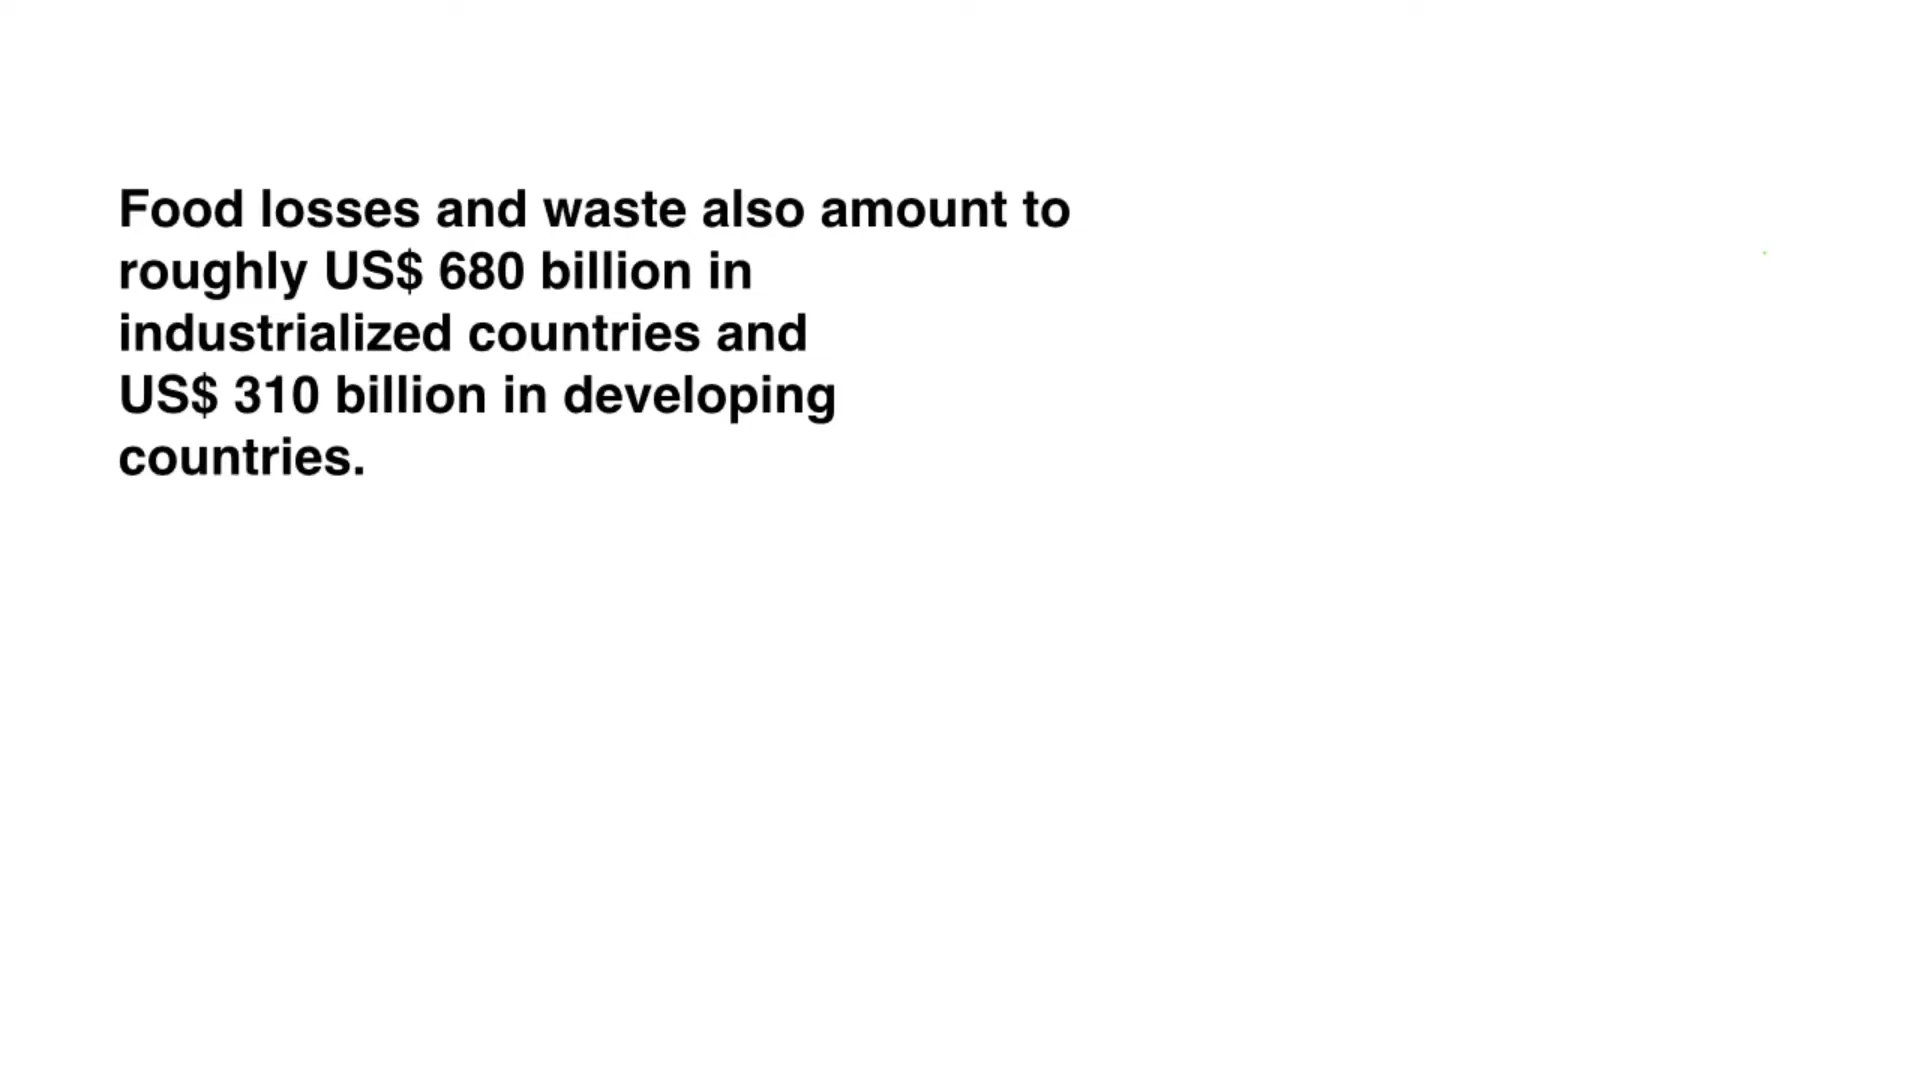 Food losses and waste also amount to
roughly US$ 680 billion in
industrialized countries and
US$ 310 billion in developing
countries.